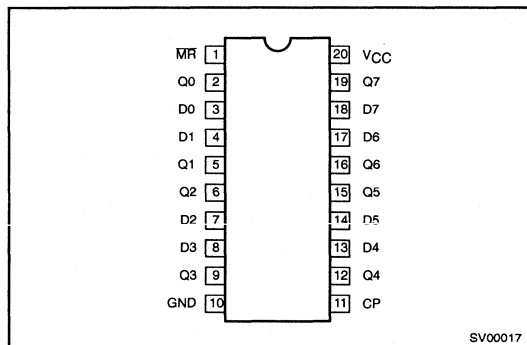 M̅R̅ 1 20 VCC
Q0 2 19 Q7
D0 3 18 D7
D1 4 17 D6
Q1 5 16 Q6
Q2 6 15 Q5
D2 7 14 D5
D3 8 13 D4
Q3 9 12 Q4
GND 10 11 CP
SV00017